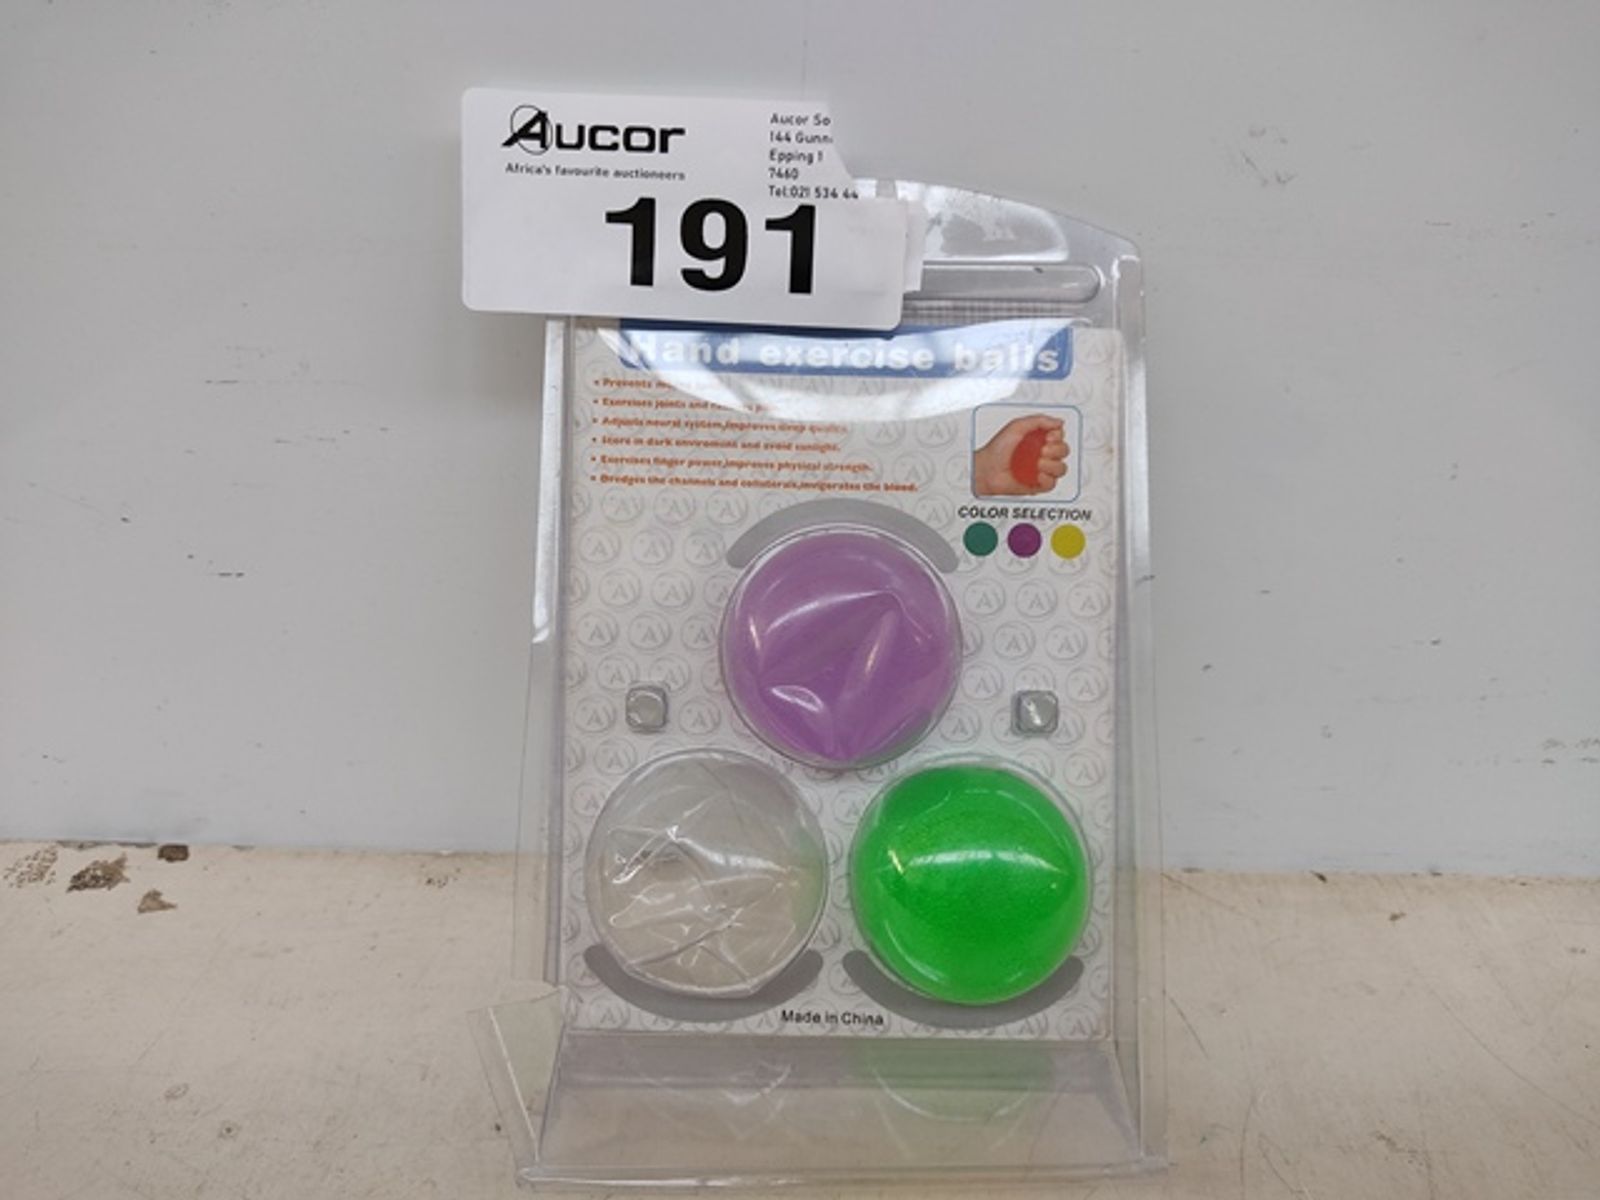 Aucor
Africa's favourite auctioneers
Aucor So
144 Gunn
Epping 1
7460
Tel:021 534 44
191
Hand exercise balls
• Prevents
• Exercises joints and
• Adjusts neural system,improves sleep quality.
• Store in dark enviroment and avoid sunlight.
• Exercises finger power,improves physical strength.
• Dredges the channels and collaterals,invigorates the blood.
COLOR SELECTION
Made in China